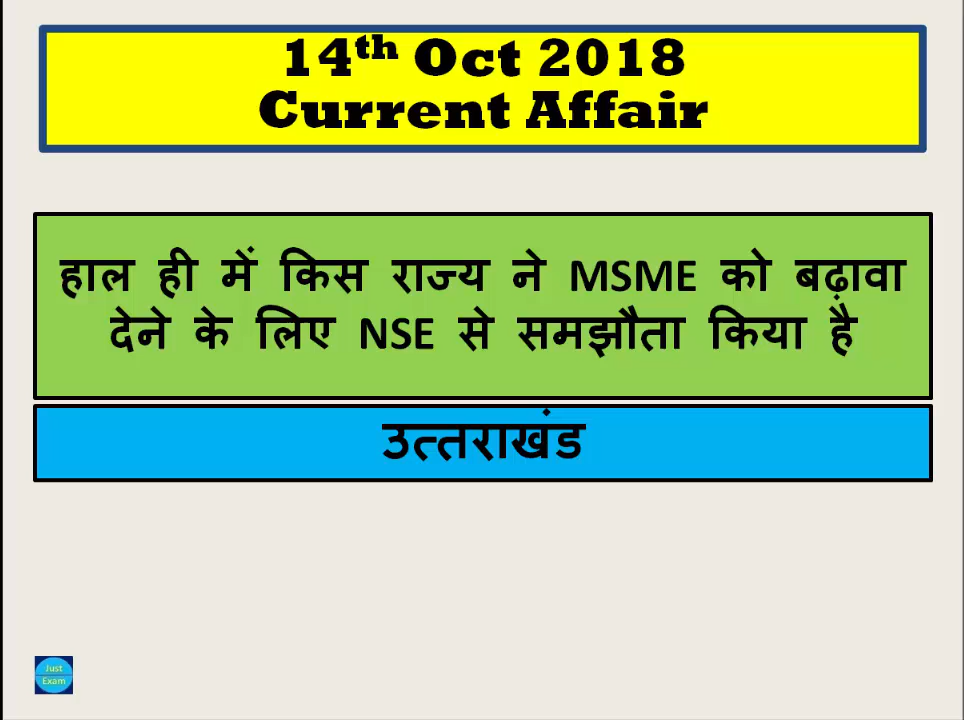 14th Oct 2018
Current Affair
हाल ही में किस राज्य ने MSME को बढ़ावा
देने के लिए NSE से समझौता किया है
उत्तराखंड
Just
Exam